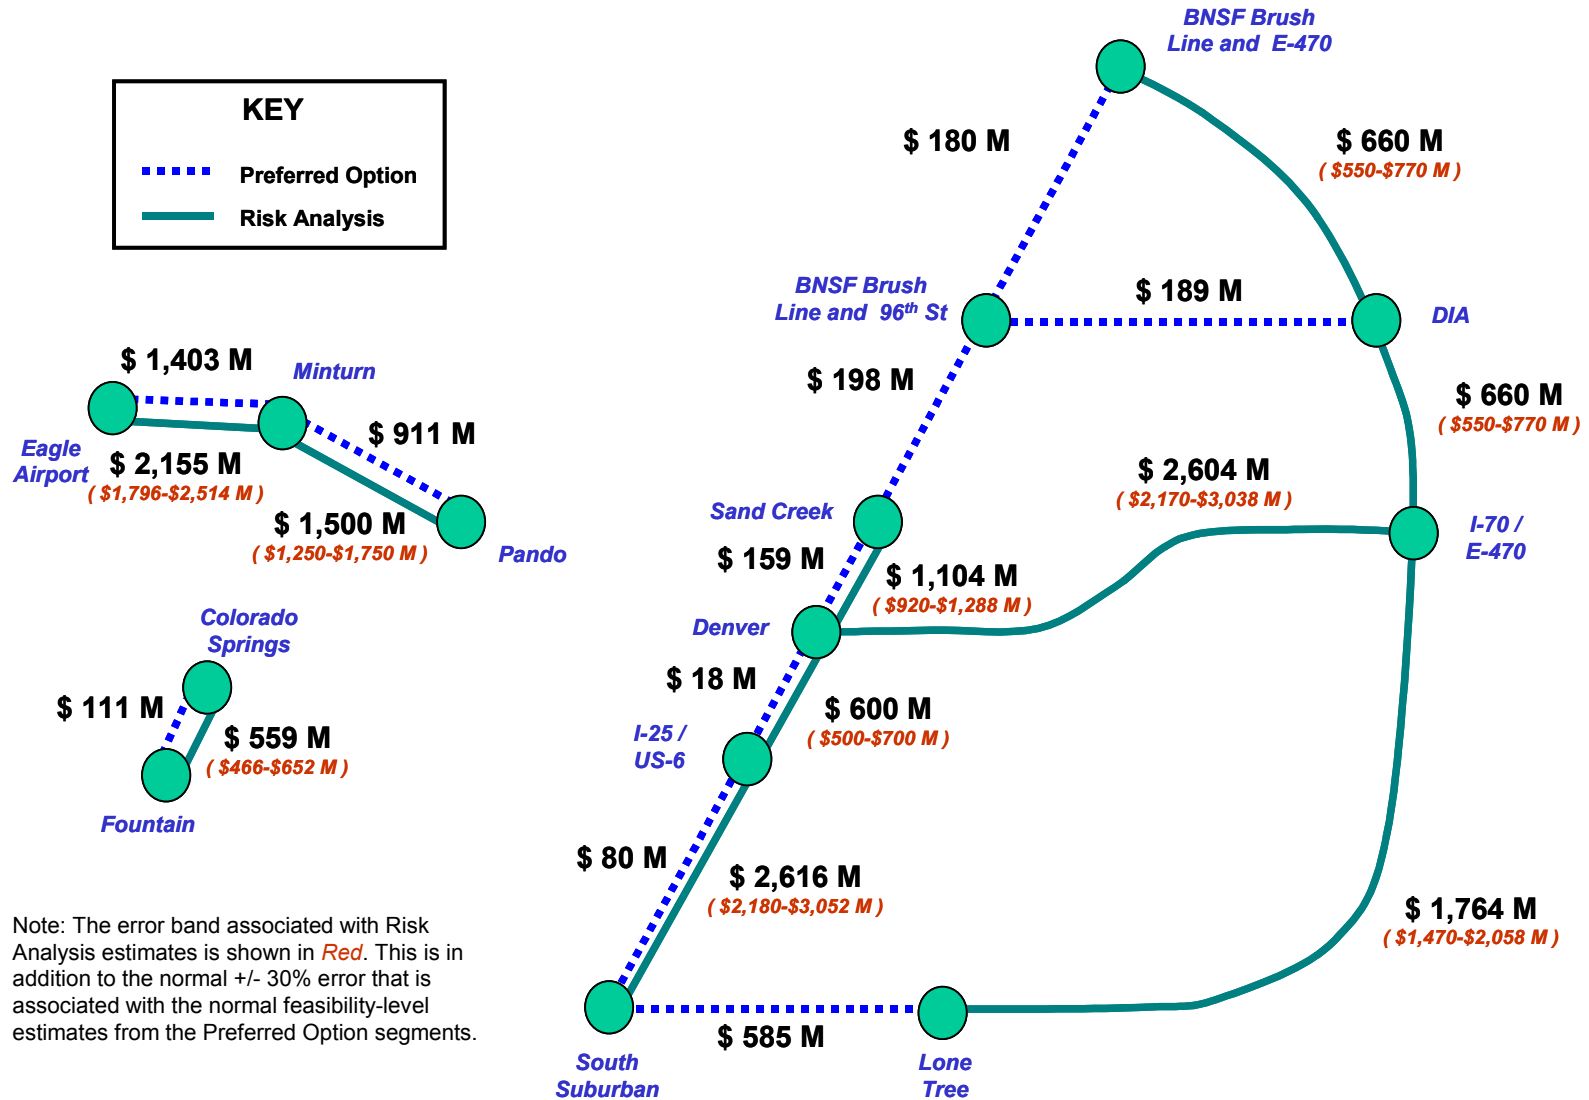 BNSF Brush
Line and E-470
KEY
Preferred Option
Risk Analysis
$ 180 M
$ 660 M
( $550-$770 M )
BNSF Brush
Line and 96th St
$ 189 M
DIA
$ 198 M
$ 660 M
( $550-$770 M )
$ 1,403 M
Minturn
$ 911 M
Eagle
Airport
$ 2,155 M
( $1,796-$2,514 M )
$ 1,500 M
( $1,250-$1,750 M )
Pando
$ 2,604 M
( $2,170-$3,038 M )
Sand Creek
I-70 /
E-470
$ 159 M
$ 1,104 M
( $920-$1,288 M )
Denver
Colorado
Springs
$ 111 M
$ 559 M
( $466-$652 M )
Fountain
$ 18 M
$ 600 M
( $500-$700 M )
I-25 /
US-6
$ 80 M
$ 2,616 M
( $2,180-$3,052 M )
$ 1,764 M
( $1,470-$2,058 M )
Note: The error band associated with Risk
Analysis estimates is shown in Red. This is in
addition to the normal +/- 30% error that is
associated with the normal feasibility-level
estimates from the Preferred Option segments.
$ 585 M
South
Suburban
Lone
Tree